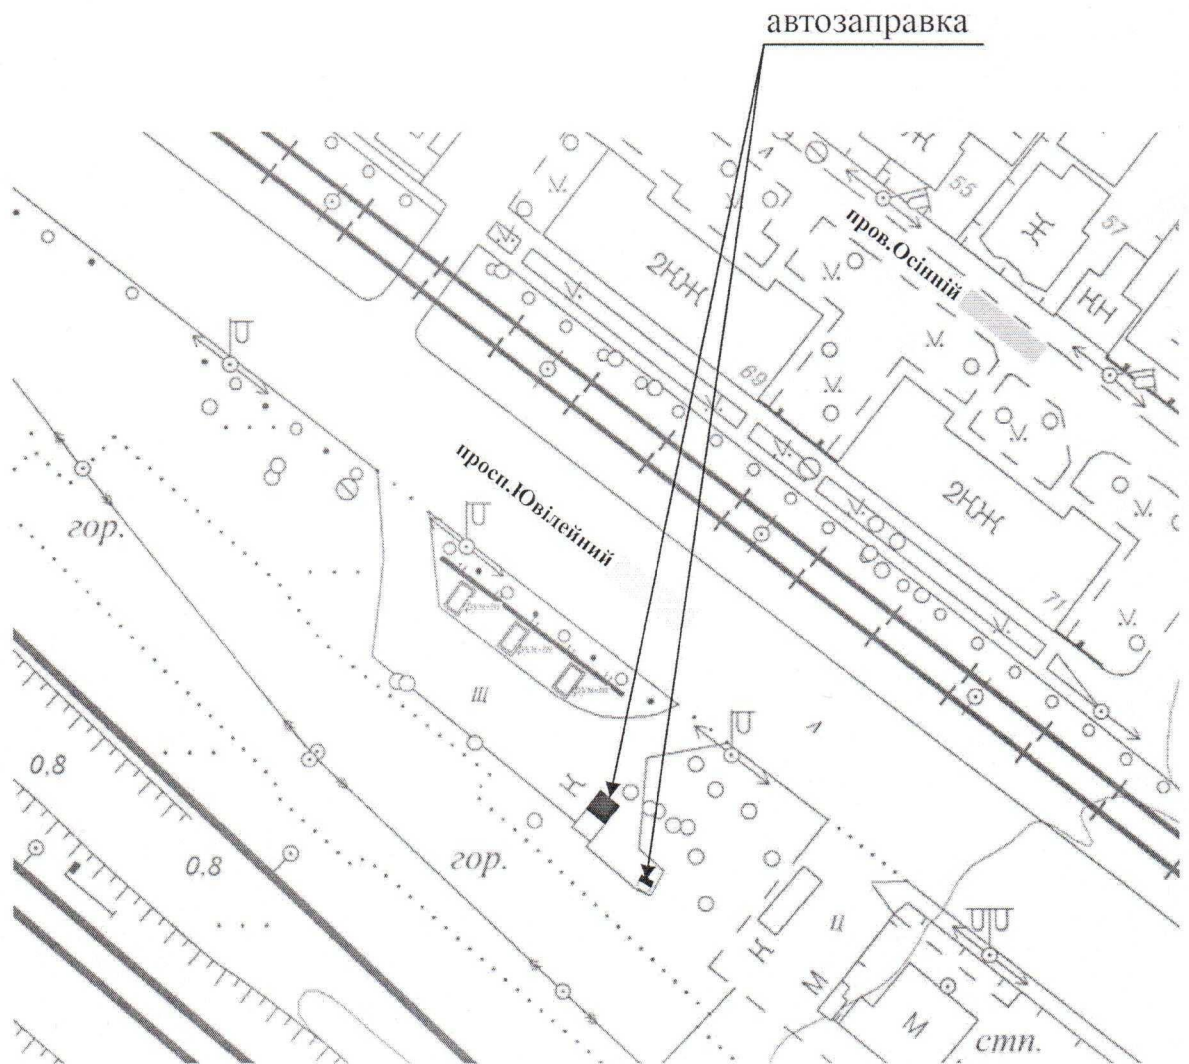 автозаправка
Ж
55
57
Ж
КН
пров.Осінній
2КЖ
69
2КЖ
71
просп.Ювілейний
гор.
Щ
К
0,8
0.8
гор.
Ц
К
М
М
стп.